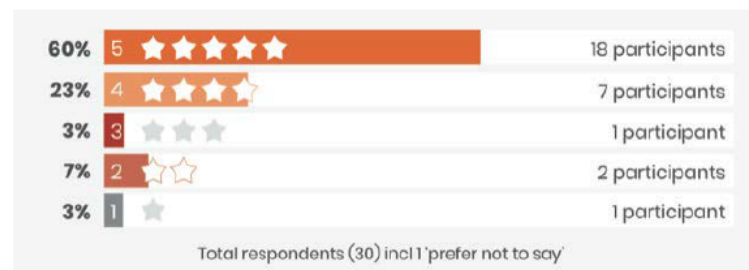 60% 5 18 participants
23% 4 7 participants
3% 3 1 participant
7% 2 2 participants
3% 1 1 participant
Total respondents (30) incl 1 'prefer not to say'